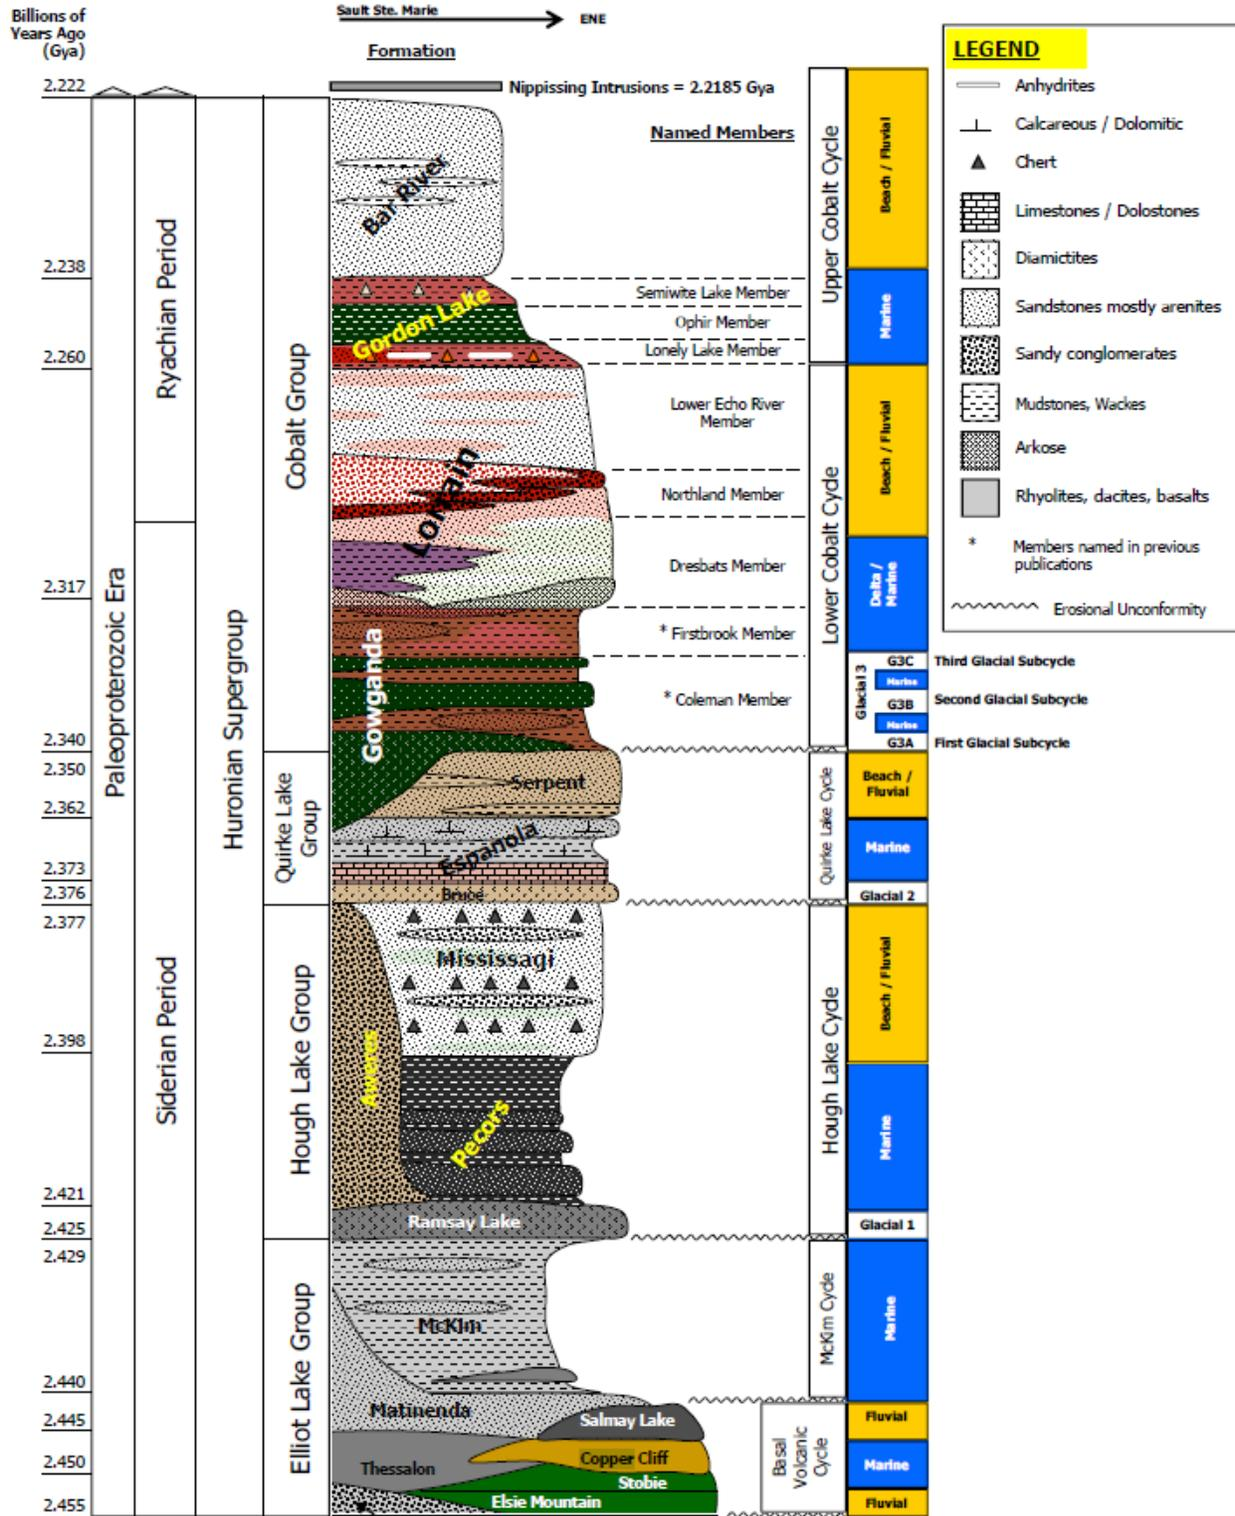 Billions of
Years Ago
(Gya)
Sault Ste. Marie
ENE
Formation
Nippissing Intrusions = 2.2185 Gya
Named Members
2.222
2.238
2.260
2.317
2.340
2.350
2.362
2.373
2.376
2.377
2.398
2.421
2.425
2.429
2.440
2.445
2.450
2.455
Paleoproterozoic Era
Ryachian Period
Siderian Period
Huronian Supergroup
Cobalt Group
Quirke Lake
Group
Hough Lake Group
Elliot Lake Group
Bar River
Gordon Lake
Lorrain
Gowganda
Serpent
Espanola
Bruce
Mississagi
Aweres
Pecors
Ramsay Lake
McKim
Matinenda
Salmay Lake
Copper Cliff
Thessalon
Stobie
Elsie Mountain
Semiwite Lake Member
Ophir Member
Lonely Lake Member
Lower Echo River
Member
Northland Member
Dresbats Member
* Firstbrook Member
* Coleman Member
Upper Cobalt Cycle
Lower Cobalt Cycle
Quirke Lake Cycle
Hough Lake Cycle
McKim Cycle
Basal
Volcanic
Cycle
Beach / Fluvial
Marine
Beach / Fluvial
Delta /
Marine
Glacial 3
G3C
Marine
G3B
Marine
G3A
Third Glacial Subcycle
Second Glacial Subcycle
First Glacial Subcycle
Beach /
Fluvial
Marine
Glacial 2
Beach / Fluvial
Marine
Glacial 1
Marine
Fluvial
Marine
Fluvial
LEGEND
Anhydrites
Calcareous / Dolomitic
Chert
Limestones / Dolostones
Diamictites
Sandstones mostly arenites
Sandy conglomerates
Mudstones, Wackes
Arkose
Rhyolites, dacites, basalts
* Members named in previous
publications
Erosional Unconformity